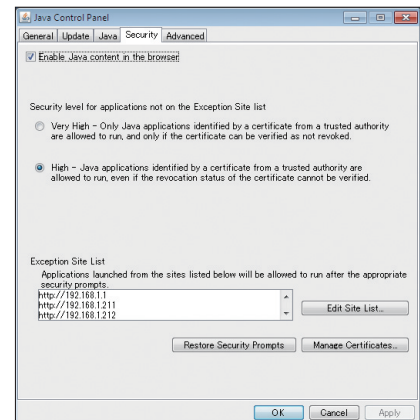 Java Control Panel
General Update Java Security Advanced
Enable Java content in the browser
Security level for applications not on the Exception Site list
Very High - Only Java applications identified by a certificate from a trusted authority
are allowed to run, and only if the certificate can be verified as not revoked.
High - Java applications identified by a certificate from a trusted authority are
allowed to run, even if the revocation status of the certificate cannot be verified.
Exception Site List
Applications launched from the sites listed below will be allowed to run after the appropriate
security prompts.
http://192.168.1.1
http://192.168.1.211
http://192.168.1.212
Edit Site List...
Restore Security Prompts Manage Certificates...
OK Cancel Apply